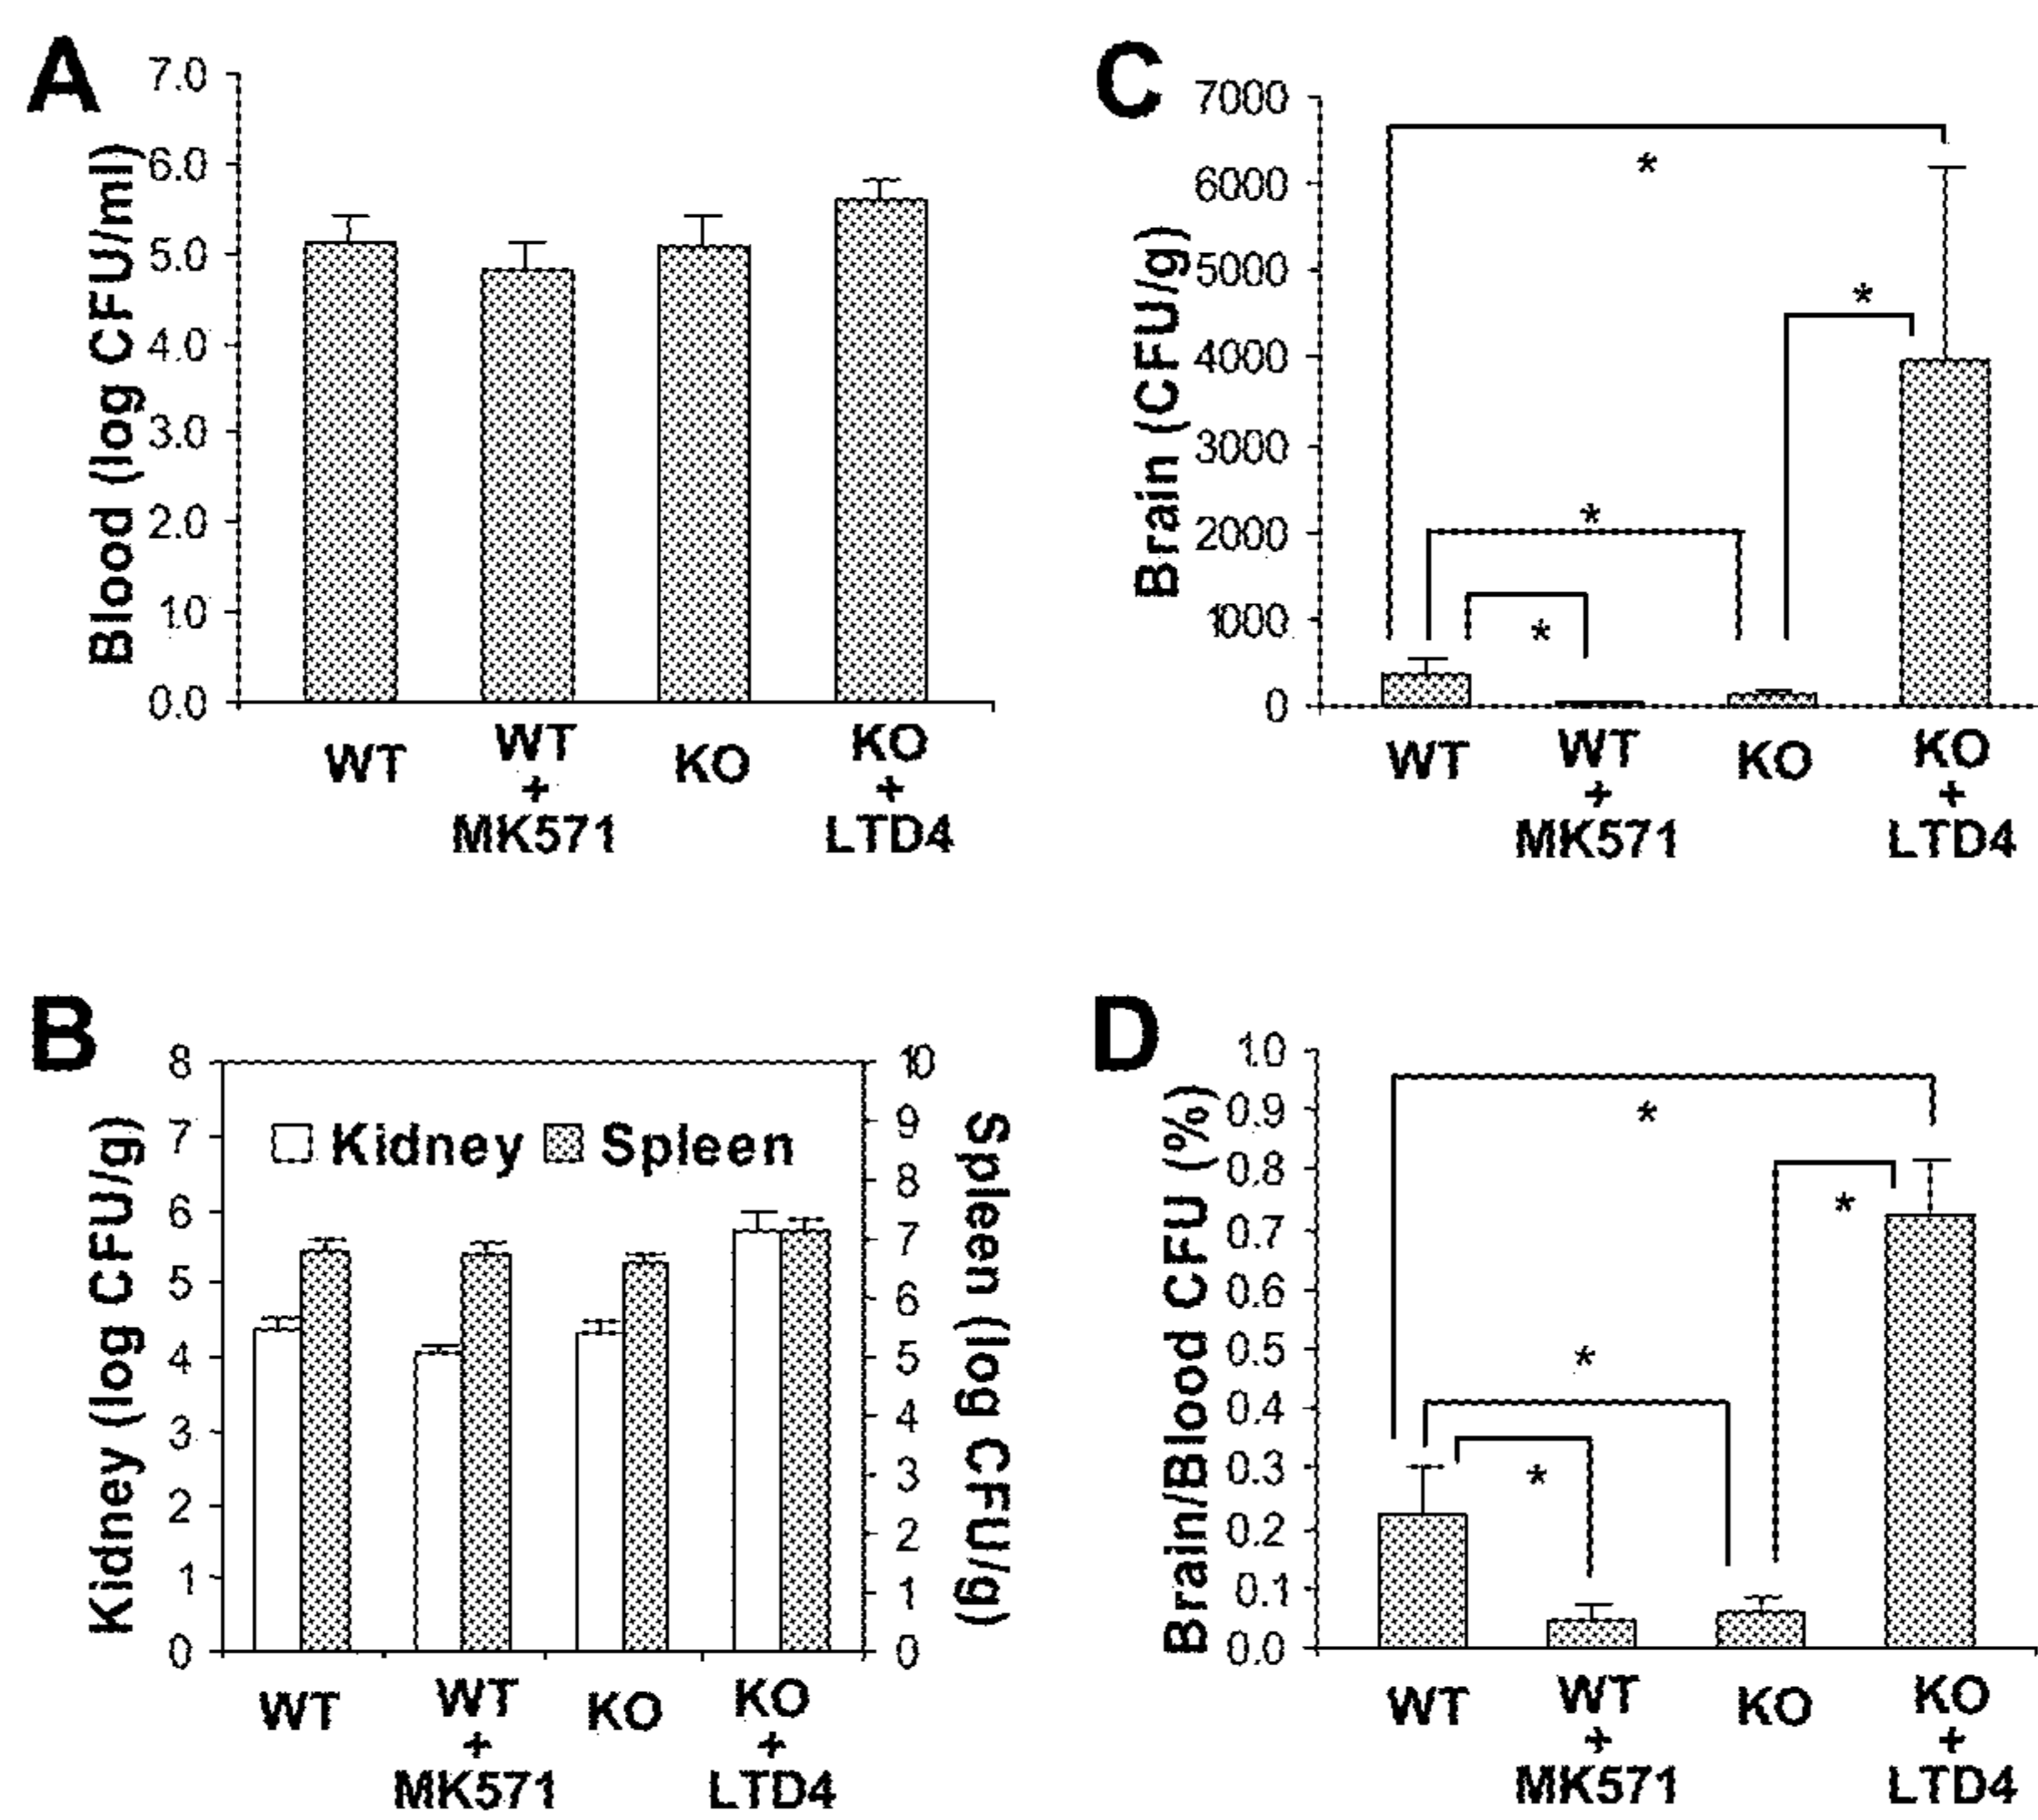 A
Blood (log CFU/ml)
7.0
6.0
5.0
4.0
3.0
2.0
1.0
0.0
WT
WT
+
MK571
KO
KO
+
LTD4
C
Brain (CFU/g)
7000
6000
5000
4000
3000
2000
1000
0
*
*
*
*
WT
WT
+
MK571
KO
KO
+
LTD4
B
Kidney (log CFU/g)
8
7
6
5
4
3
2
1
0
Kidney Spleen
10
9
8
7
6
5
4
3
2
1
0
Spleen (log CFU/g)
WT
WT
+
MK571
KO
KO
+
LTD4
D
Brain/Blood CFU (%)
1.0
0.9
0.8
0.7
0.6
0.5
0.4
0.3
0.2
0.1
0.0
*
*
*
*
WT
WT
+
MK571
KO
KO
+
LTD4